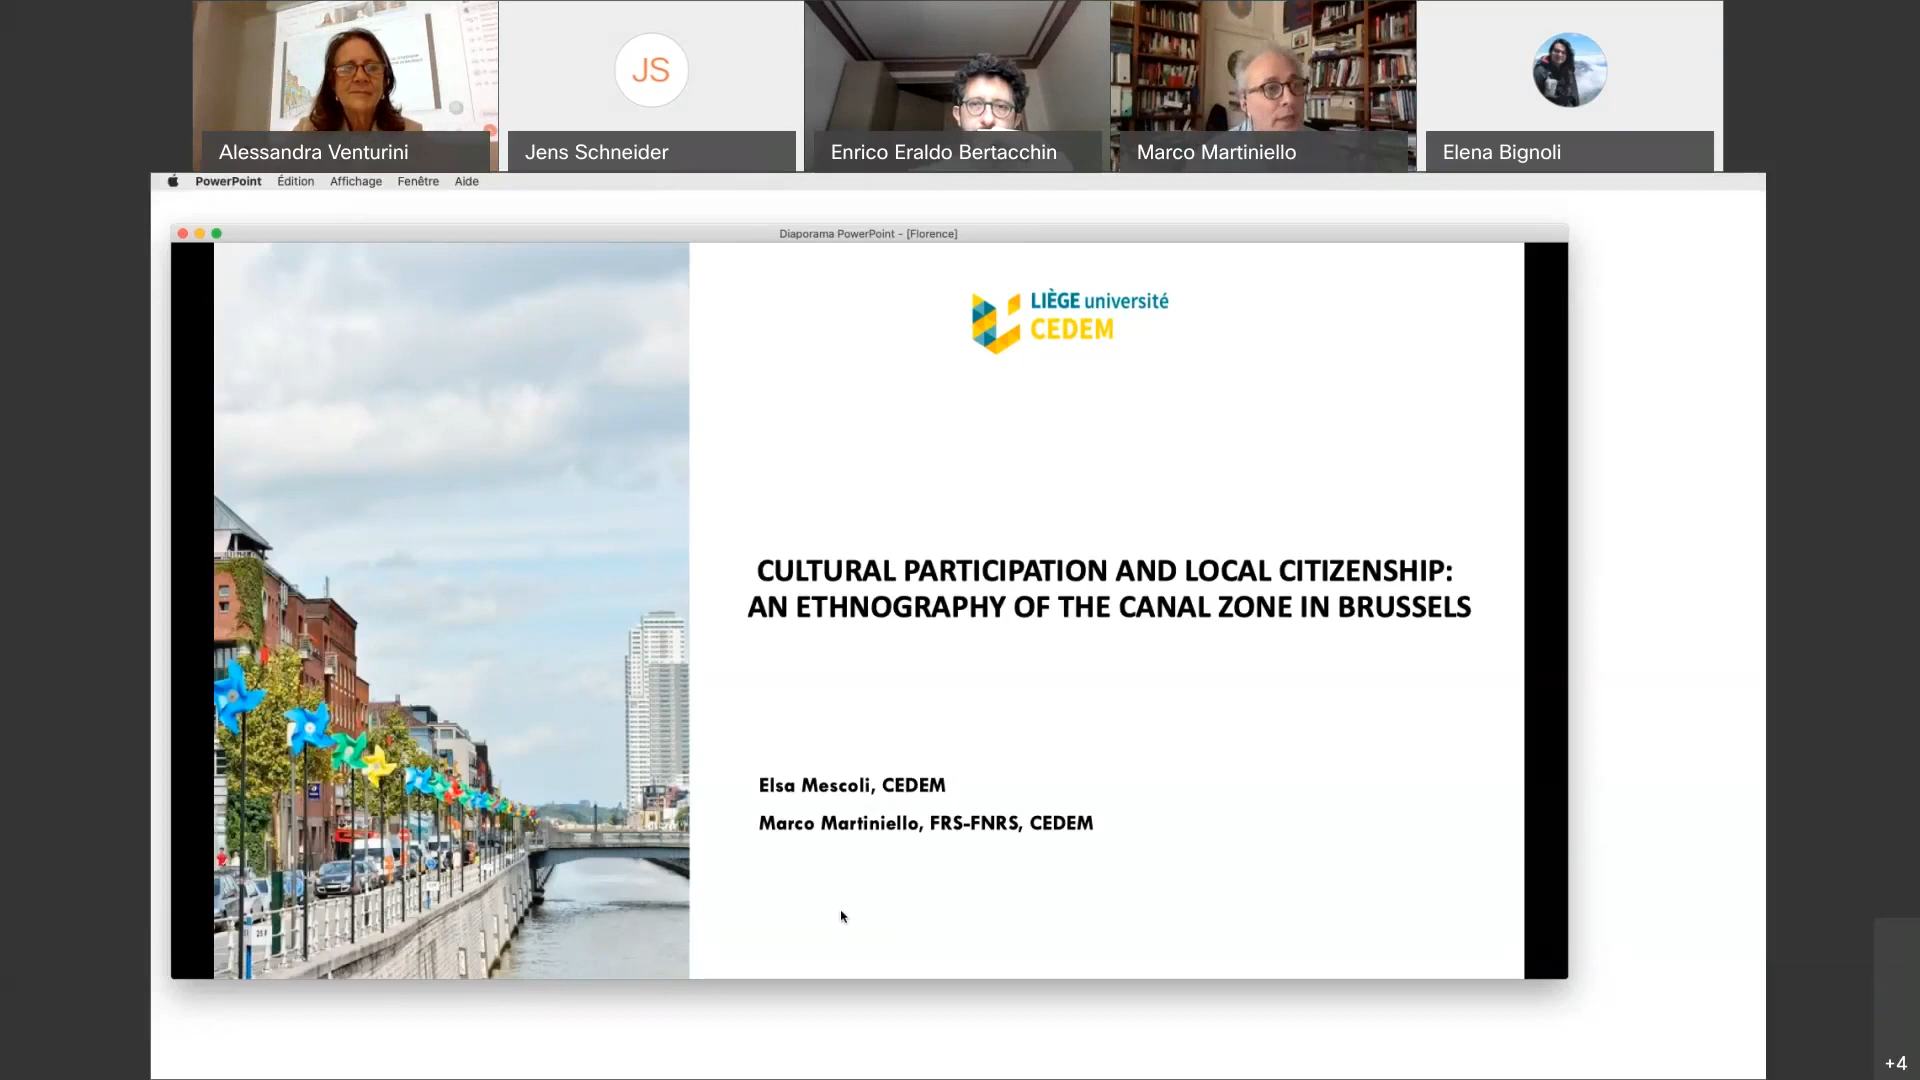 Alessandra Venturini
JS
Jens Schneider
Enrico Eraldo Bertacchin
Marco Martiniello
Elena Bignoli
PowerPoint Édition Affichage Fenêtre Aide
Diaporama PowerPoint - [Florence]
LIÈGE université
CEDEM
CULTURAL PARTICIPATION AND LOCAL CITIZENSHIP:
AN ETHNOGRAPHY OF THE CANAL ZONE IN BRUSSELS
Elsa Mescoli, CEDEM
Marco Martiniello, FRS-FNRS, CEDEM
+4